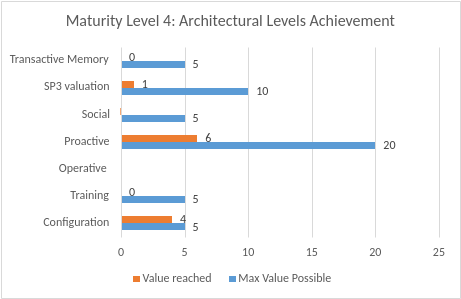 Maturity Level 4: Architectural Levels Achievement
Transactive Memory
0
5
SP3 valuation
1
10
Social
5
Proactive
6
20
Operative
Training
0
5
Configuration
4
5
0 5 10 15 20 25
Value reached Max Value Possible